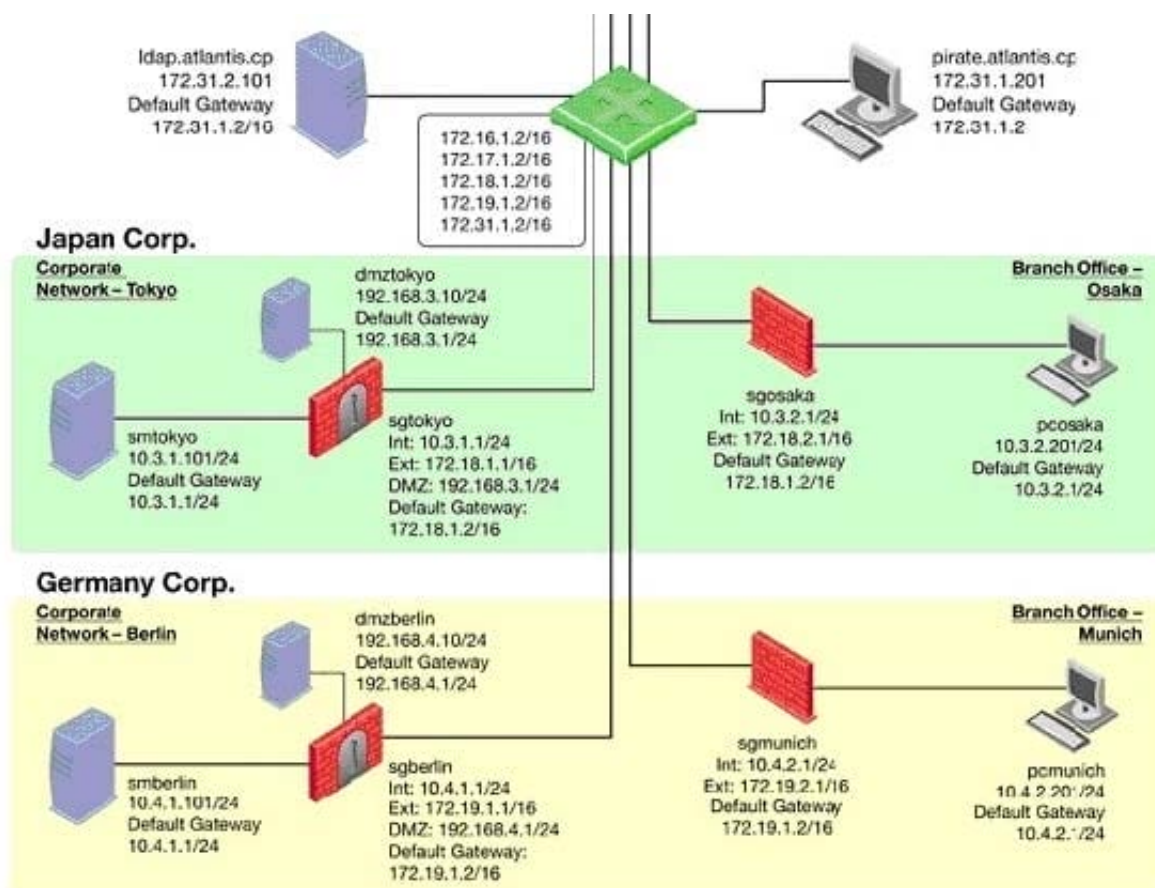 ldap.atlantis.cp
172.31.2.101
Default Gateway
172.31.1.2/16
pirate.atlantis.cp
172.31.1.201
Default Gateway
172.31.1.2
172.16.1.2/16
172.17.1.2/16
172.18.1.2/16
172.19.1.2/16
172.31.1.2/16
Japan Corp.
Corporate
Network – Tokyo
dmztokyo
192.168.3.10/24
Default Gateway
192.168.3.1/24
Branch Office –
Osaka
smtokyo
10.3.1.101/24
Default Gateway
10.3.1.1/24
sgtokyo
Int: 10.3.1.1/24
Ext: 172.18.1.1/16
DMZ: 192.168.3.1/24
Default Gateway:
172.18.1.2/16
sgosaka
Int: 10.3.2.1/24
Ext: 172.18.2.1/16
Default Gateway
172.18.1.2/16
pcosaka
10.3.2.201/24
Default Gateway
10.3.2.1/24
Germany Corp.
Corporate
Network – Berlin
dmzberlin
192.168.4.10/24
Default Gateway
192.168.4.1/24
Branch Office –
Munich
smberlin
10.4.1.101/24
Default Gateway
10.4.1.1/24
sgberlin
Int: 10.4.1.1/24
Ext: 172.19.1.1/16
DMZ: 192.168.4.1/24
Default Gateway:
172.19.1.2/16
sgmunich
Int: 10.4.2.1/24
Ext: 172.19.2.1/16
Default Gateway
172.19.1.2/16
pcmunich
10.4.2.201/24
Default Gateway
10.4.2.1/24